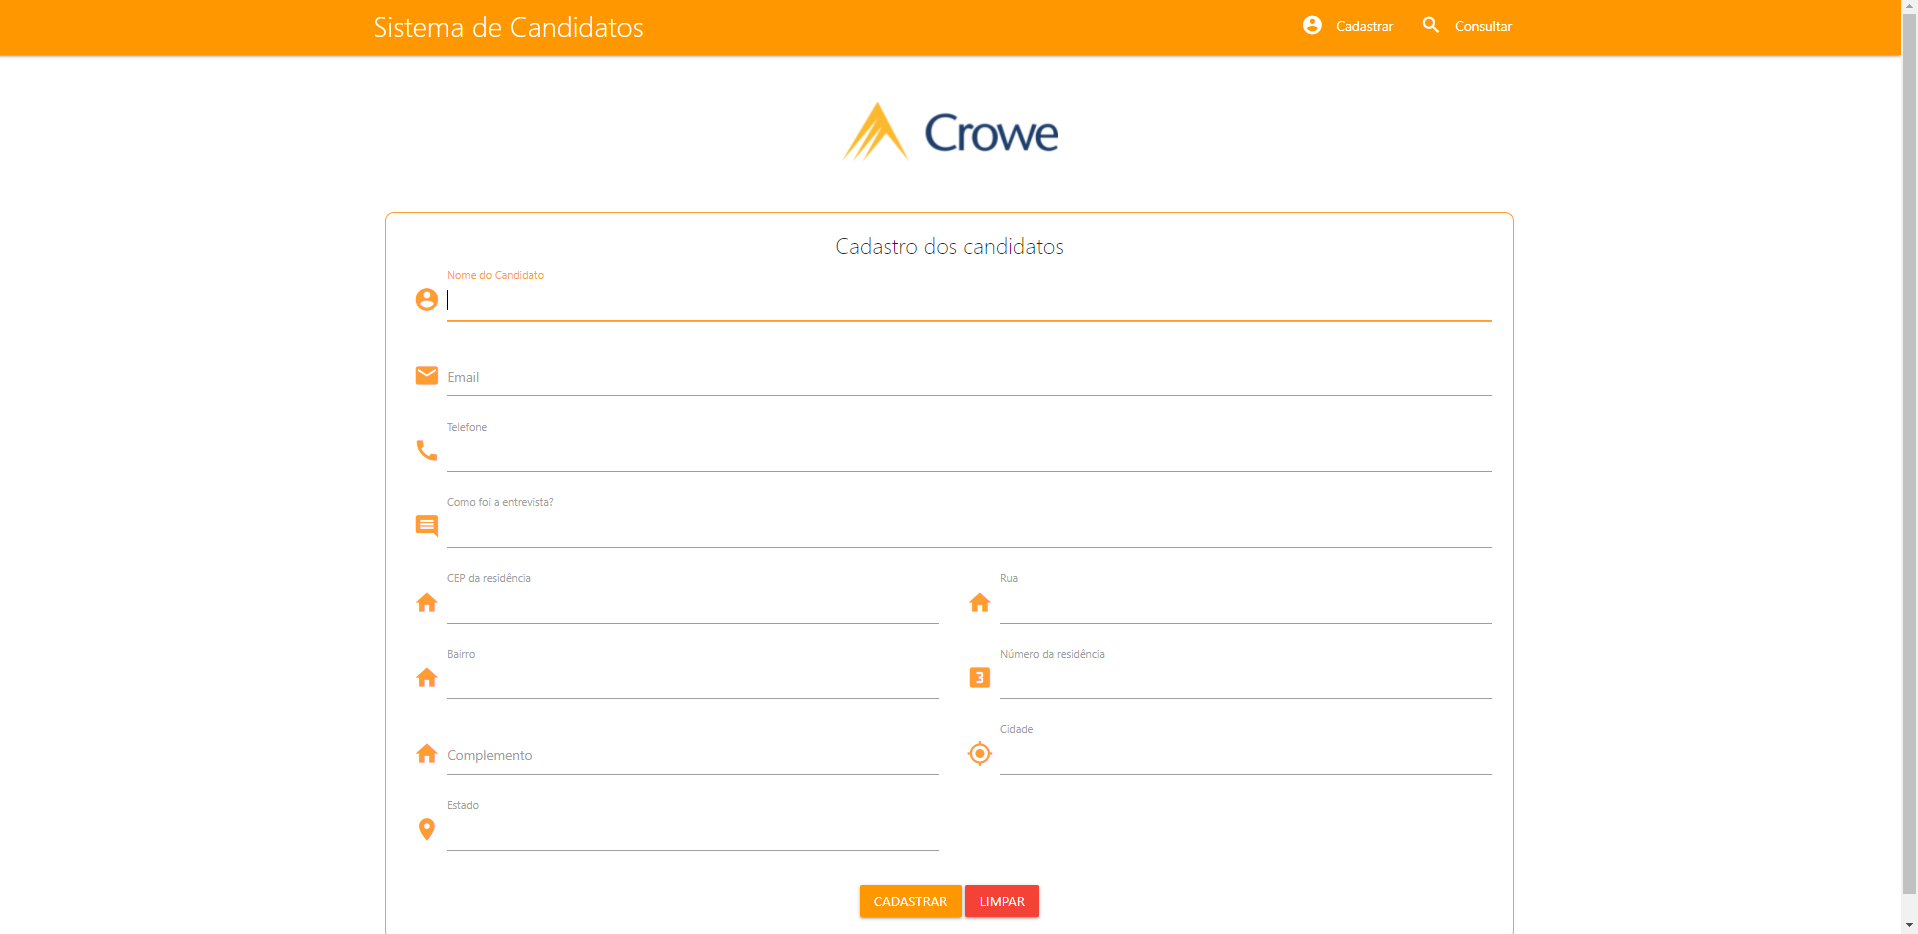 Sistema de Candidatos
Cadastrar
Consultar
Crowe
Cadastro dos candidatos
Nome do Candidato
Email
Telefone
Como foi a entrevista?
CEP da residência
Rua
Bairro
Número da residência
3
Complemento
Cidade
Estado
CADASTRAR
LIMPAR